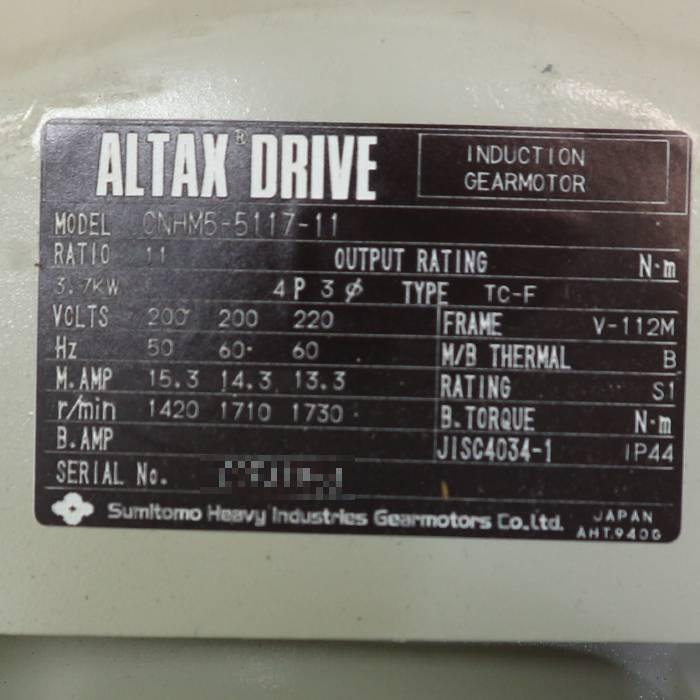 ALTAX® DRIVE
INDUCTION
GEARMOTOR
MODEL CNHM5-5117-11
RATIO 11 OUTPUT RATING N·m
3.7KW 4P 3φ TYPE TC-F
VOLTS 200 200 220 FRAME V-112M
Hz 50 60 60 M/B THERMAL B
M.AMP 15.3 14.3 13.3 RATING S1
r/min 1420 1710 1730 B.TORQUE N·m
B.AMP JISC4034-1 IP44
SERIAL No.
Sumitomo Heavy Industries Gearmotors Co.Ltd. JAPAN
AHT.940G